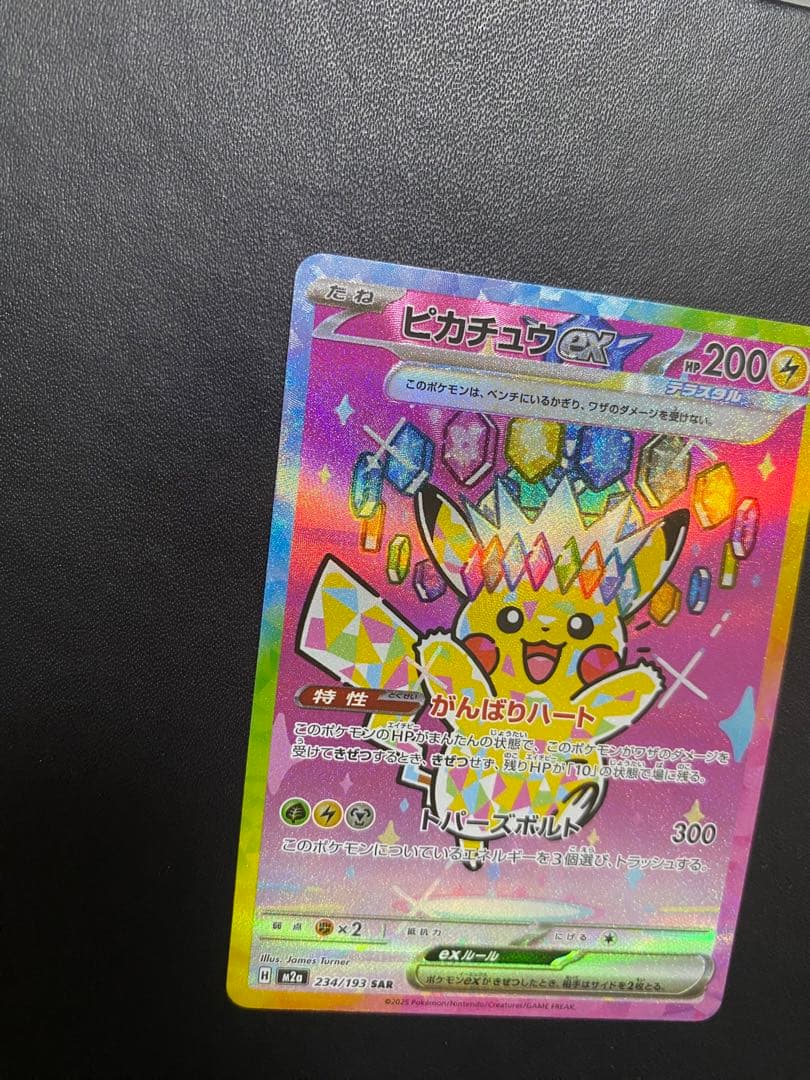 たね ピカチュウex HP200
テラスタル
このポケモンは、ベンチにいるかぎり、ワザのダメージを受けない。
特性 とくせい がんばりハート
このポケモンのHPがまんたんの状態で、このポケモンがワザのダメージを
受けてきぜつするとき、きぜつせず、残りHPが「10」の状態で場に残る。
トパーズボルト 300
このポケモンについているエネルギーを3個選び、トラッシュする。
弱点 ×2 抵抗力 にげる
Illus. James Turner
exルール
H M2a 234/193 SAR
ポケモンexがきぜつしたとき、相手はサイドを2枚とる。
©2025 Pokémon/Nintendo/Creatures/GAME FREAK.